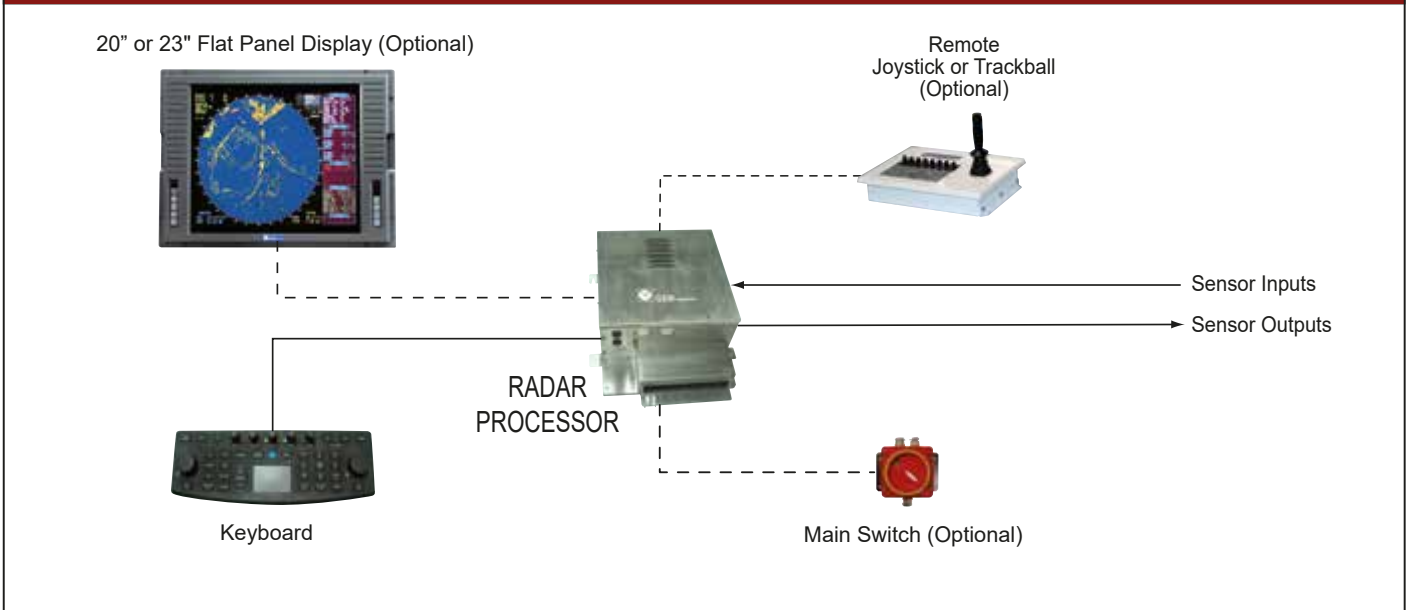 20” or 23" Flat Panel Display (Optional)
Remote
Joystick or Trackball
(Optional)
Sensor Inputs
Sensor Outputs
RADAR
PROCESSOR
Keyboard
Main Switch (Optional)